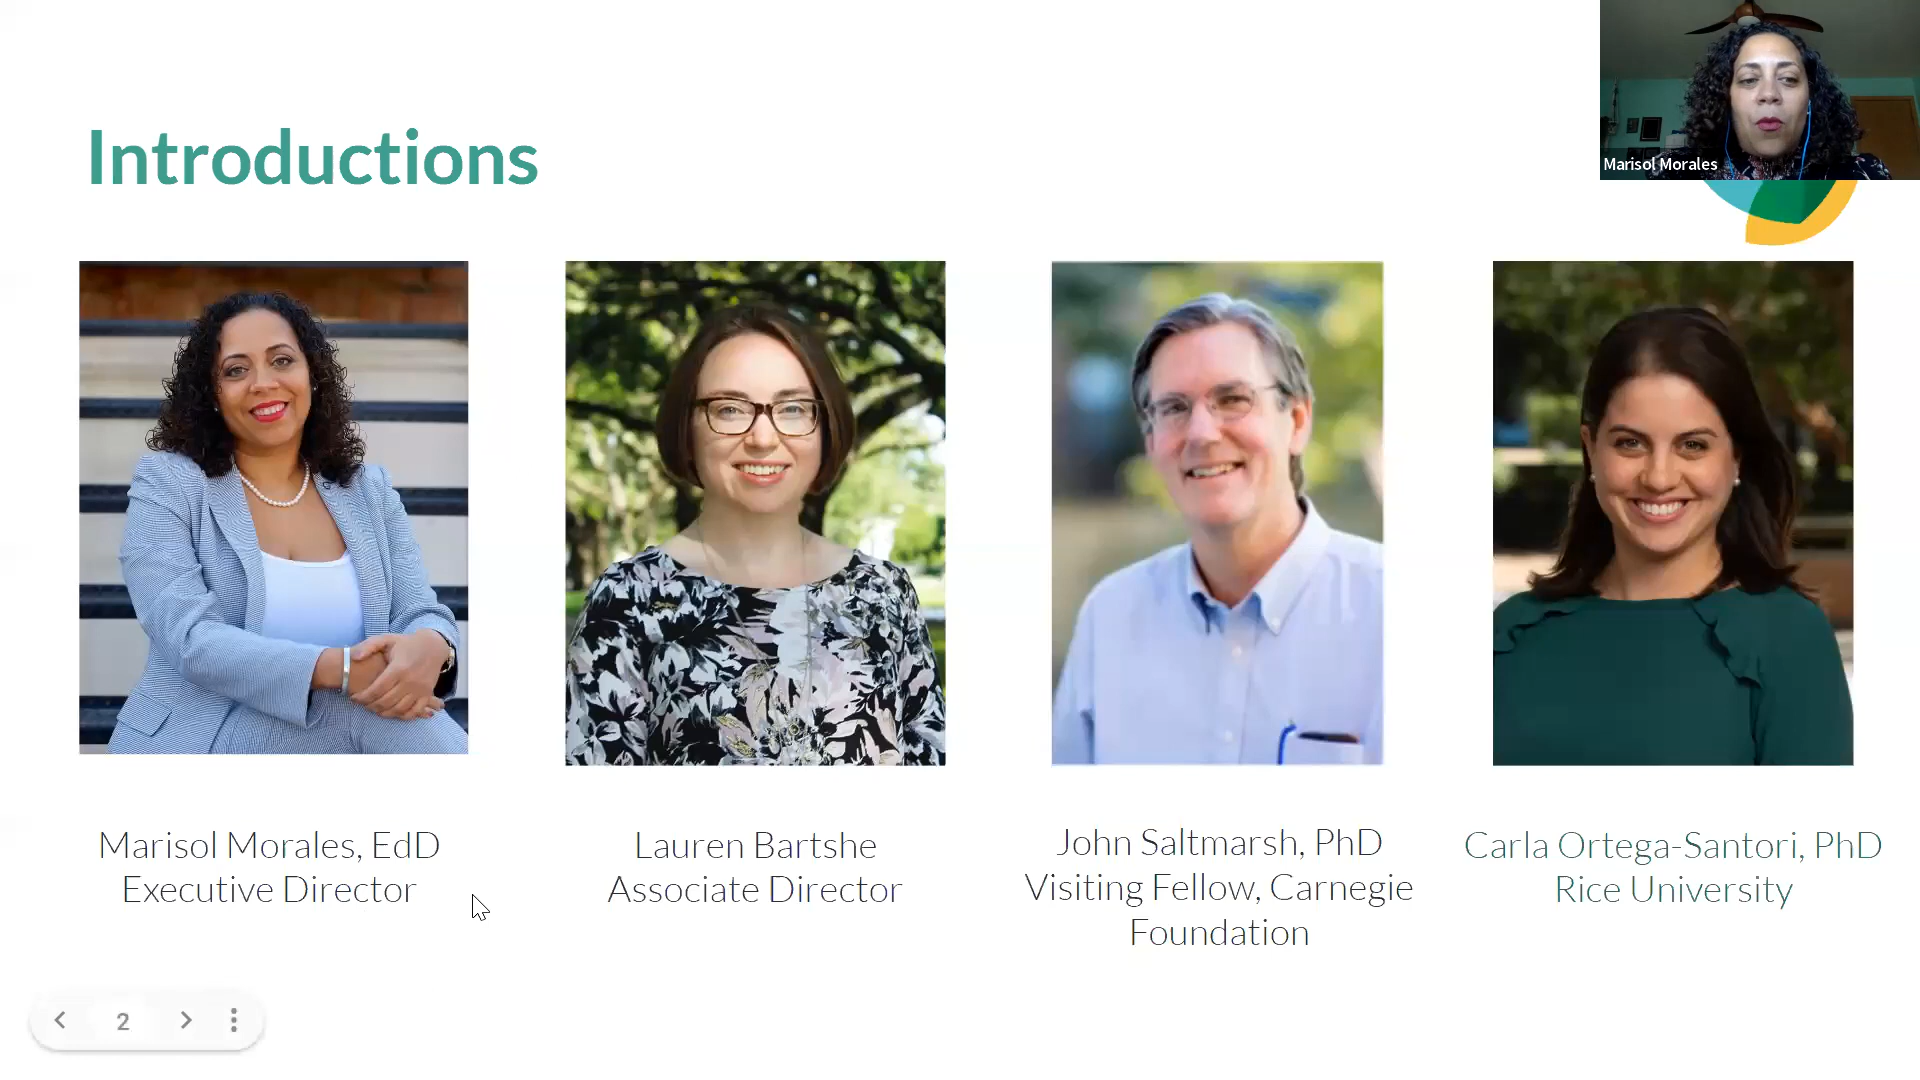 Introductions
Marisol Morales
Marisol Morales, EdD
Executive Director
Lauren Bartshe
Associate Director
John Saltmarsh, PhD
Visiting Fellow, Carnegie
Foundation
Carla Ortega-Santori, PhD
Rice University
2